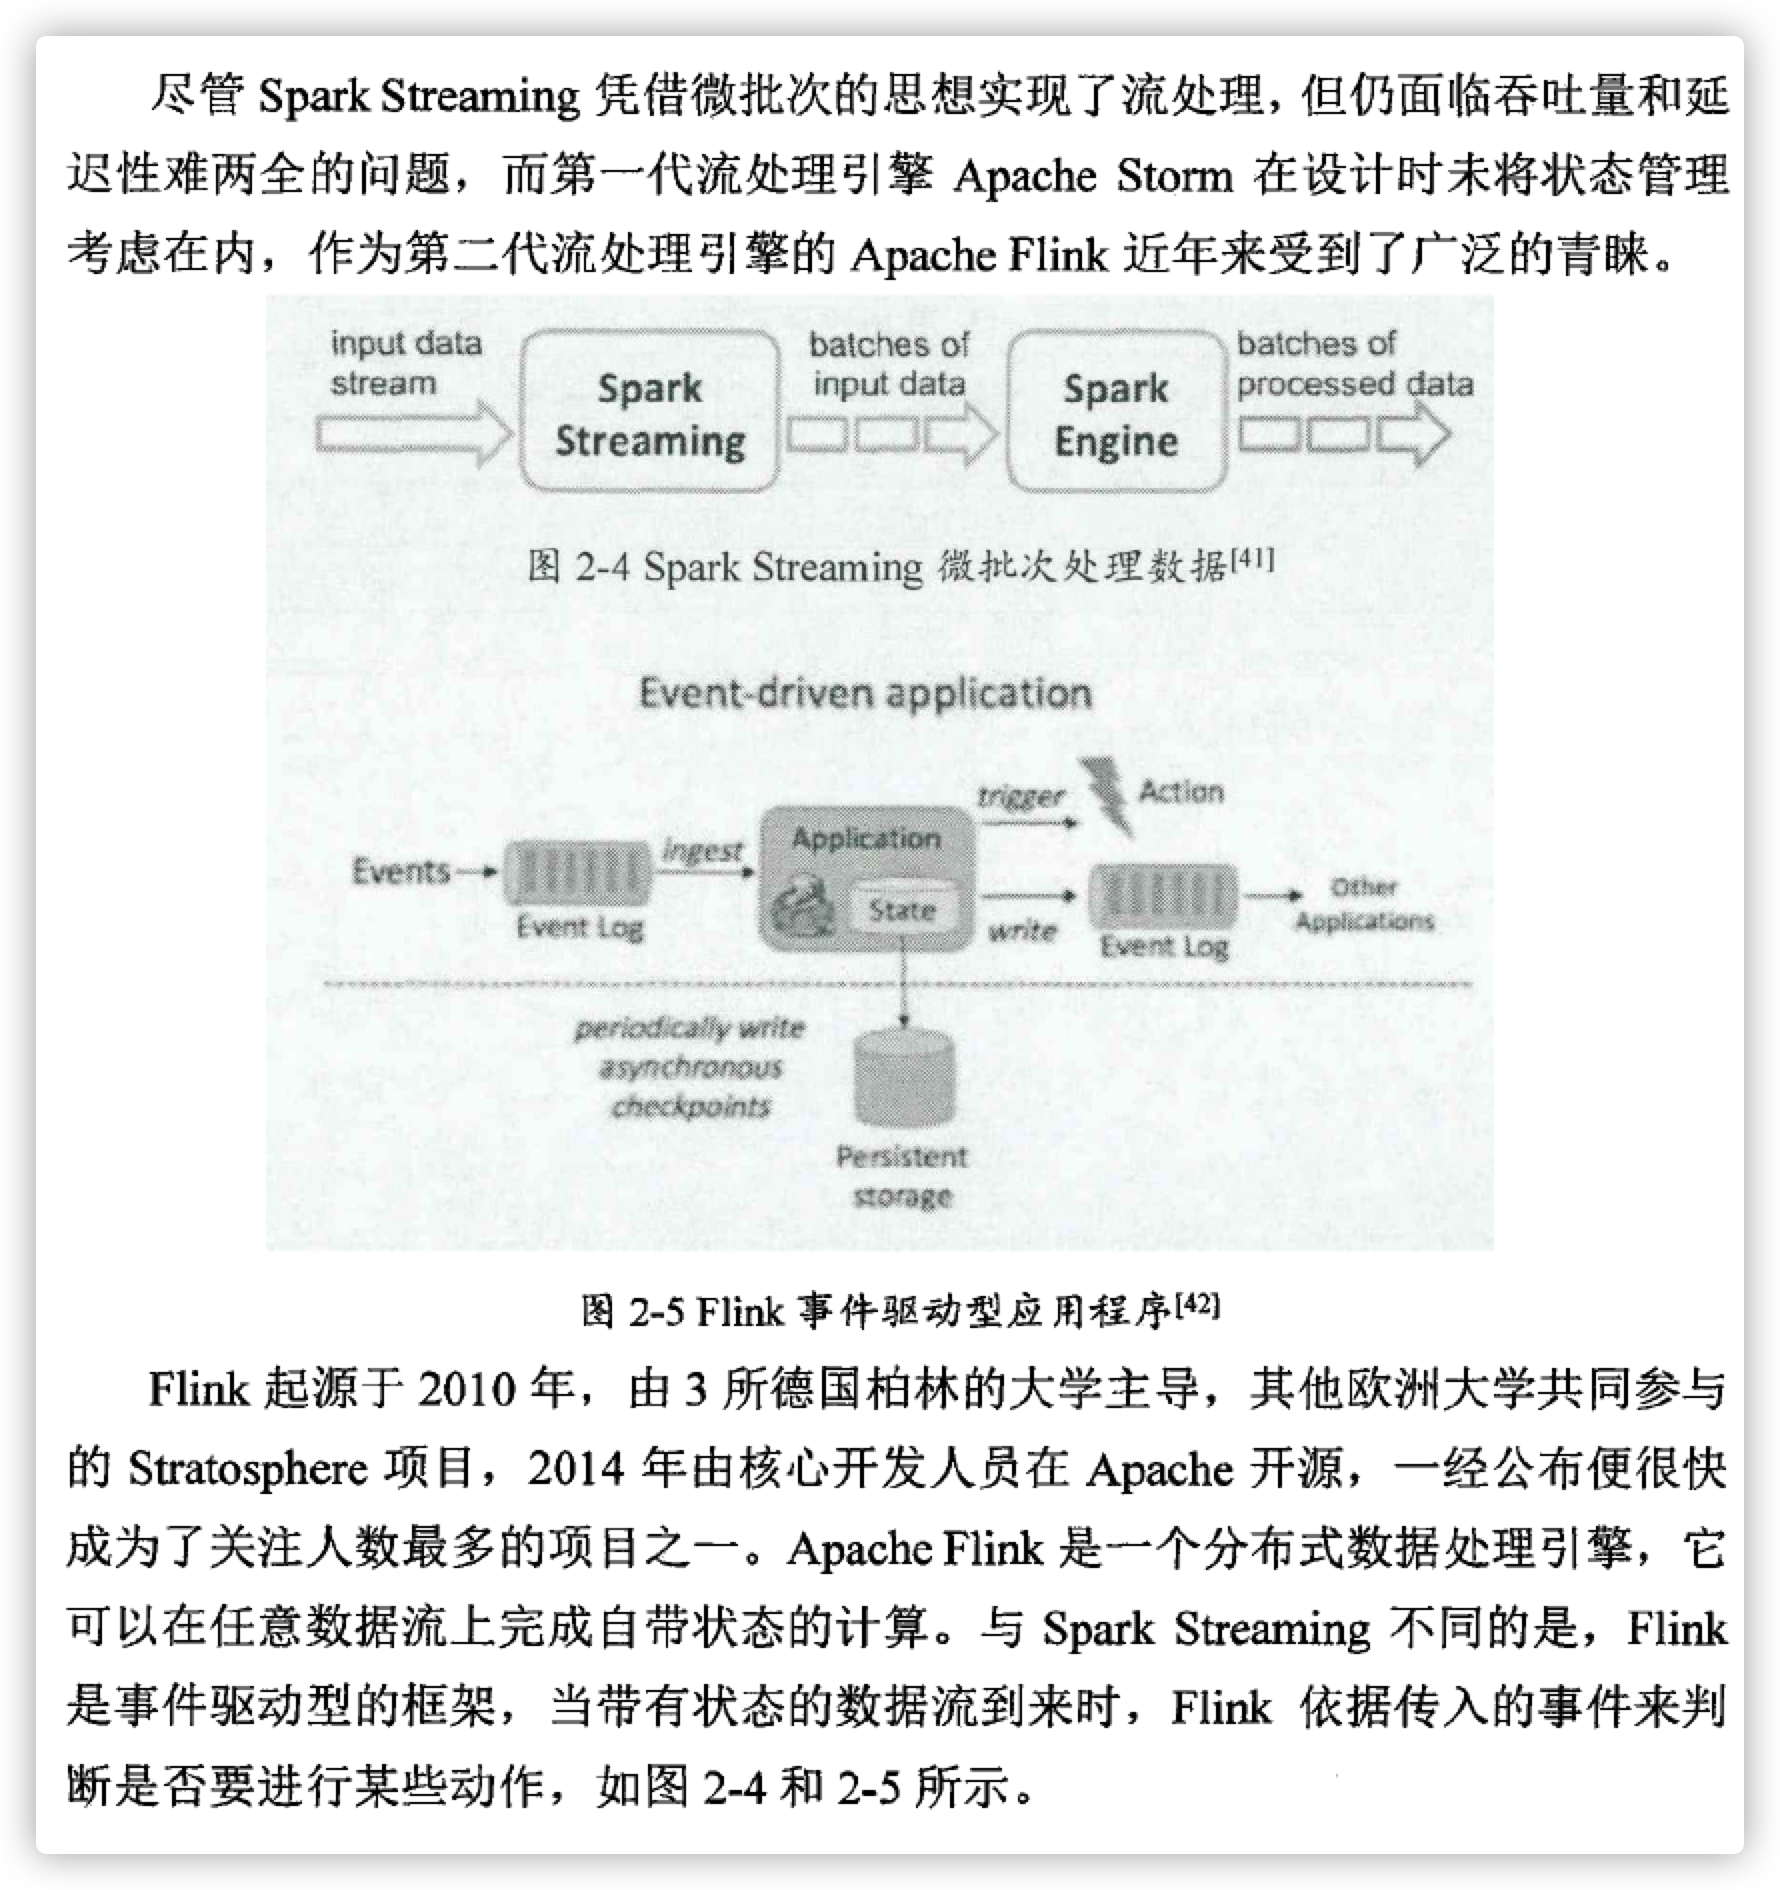 尽管 Spark Streaming 凭借微批次的思想实现了流处理，但仍面临吞吐量和延
迟性难两全的问题，而第一代流处理引擎 Apache Storm 在设计时未将状态管理
考虑在内，作为第二代流处理引擎的 Apache Flink 近年来受到了广泛的青睐。
input data
stream
Spark
Streaming
batches of
input data
Spark
Engine
batches of
processed data
图 2-4 Spark Streaming 微批次处理数据[41]
Event-driven application
Events
Event Log
ingest
Application
State
trigger
Action
write
Event Log
Other
Applications
periodically write
asynchronous
checkpoints
Persistent
storage
图 2-5 Flink 事件驱动型应用程序[42]
Flink 起源于 2010 年，由 3 所德国柏林的大学主导，其他欧洲大学共同参与
的 Stratosphere 项目，2014 年由核心开发人员在 Apache 开源，一经公布便很快
成为了关注人数最多的项目之一。Apache Flink 是一个分布式数据处理引擎，它
可以在任意数据流上完成自带状态的计算。与 Spark Streaming 不同的是，Flink
是事件驱动型的框架，当带有状态的数据流到来时，Flink 依据传入的事件来判
断是否要进行某些动作，如图 2-4 和 2-5 所示。